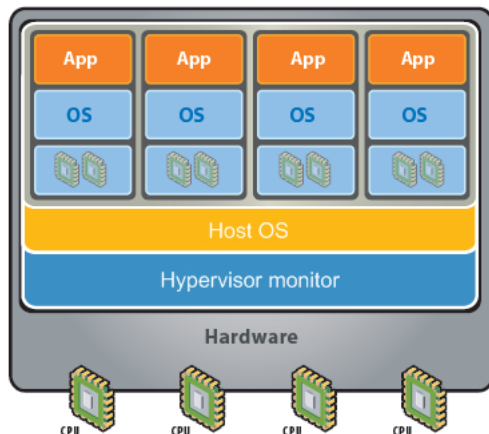 App App App App
OS OS OS OS
Host OS
Hypervisor monitor
Hardware
CPU CPU CPU CPU